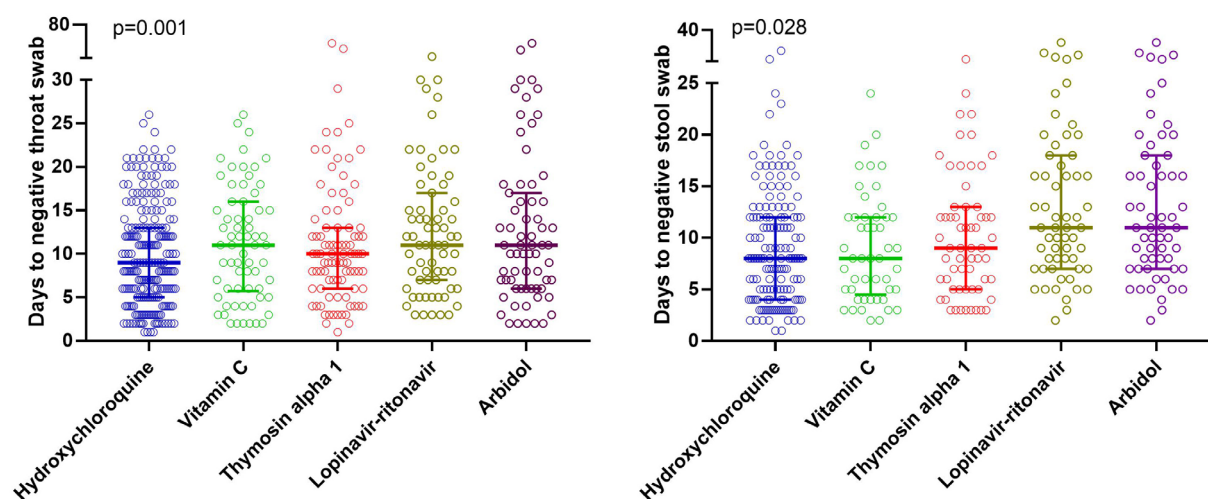 p=0.001
Days to negative throat swab
80
30
25
20
15
10
5
0
Hydroxychloroquine
Vitamin C
Thymosin alpha 1
Lopinavir-ritonavir
Arbidol
p=0.028
Days to negative stool swab
40
25
20
15
10
5
0
Hydroxychloroquine
Vitamin C
Thymosin alpha 1
Lopinavir-ritonavir
Arbidol